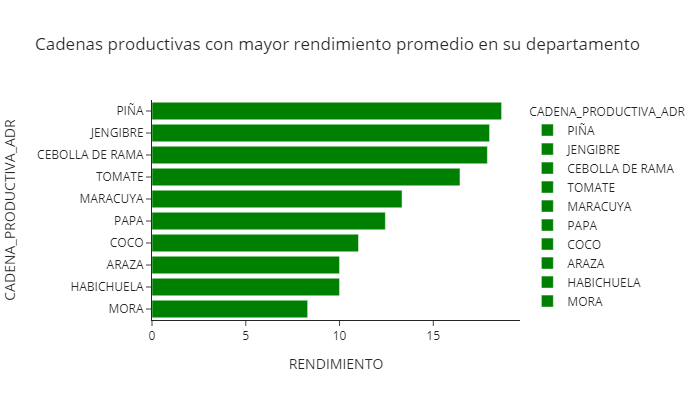 Cadenas productivas con mayor rendimiento promedio en su departamento
CADENA_PRODUCTIVA_ADR
PIÑA
JENGIBRE
CEBOLLA DE RAMA
TOMATE
MARACUYA
PAPA
COCO
ARAZA
HABICHUELA
MORA
0 5 10 15
RENDIMIENTO
CADENA_PRODUCTIVA_ADR
PIÑA
JENGIBRE
CEBOLLA DE RAMA
TOMATE
MARACUYA
PAPA
COCO
ARAZA
HABICHUELA
MORA